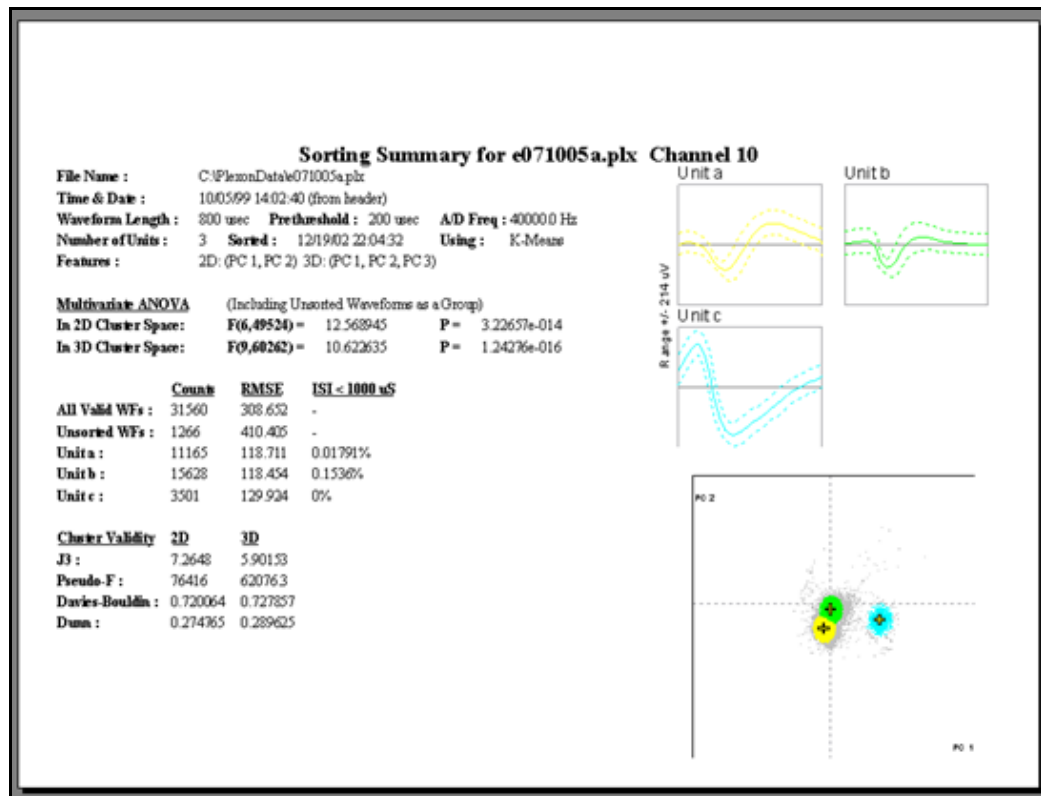 Sorting Summary for e071005a.plx Channel 10
File Name : C:\PlexonData\e071005a.plx
Time & Date : 10/05/99 14:02:40 (from header)
Waveform Length : 800 usec Prethreshold : 200 usec A/D Freq : 40000.0 Hz
Number of Units : 3 Sorted : 12/19/02 22:04:32 Using : K-Means
Features : 2D: (PC 1, PC 2) 3D: (PC 1, PC 2, PC 3)
Multivariate ANOVA (Including Unsorted Waveforms as a Group)
In 2D Cluster Space: F(6,49524) = 12.568945 P = 3.22657e-014
In 3D Cluster Space: F(9,60262) = 10.622635 P = 1.24276e-016
Counts RMSE ISI < 1000 uS
All Valid WFs : 31560 308.652 -
Unsorted WFs : 1266 410.405 -
Unit a : 11165 118.711 0.01791%
Unit b : 15628 118.454 0.1536%
Unit c : 3501 129.924 0%
Cluster Validity 2D 3D
J3 : 7.2648 5.90153
Pseudo-F : 76416 62076.3
Davies-Bouldin : 0.720064 0.727857
Dunn : 0.274765 0.289625
Unit a
Unit b
Range +/- 214 uV
Unit c
PC 2
PC 1